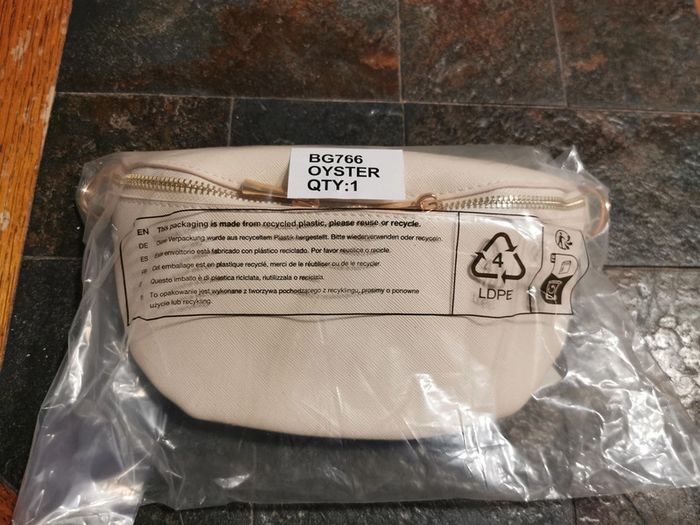 BG766
OYSTER
QTY:1
EN This packaging is made from recycled plastic, please reuse or recycle.
DE Diese Verpackung wurde aus recyceltem Plastik hergestellt. Bitte wiederverwenden oder recyceln.
ES Este envoltorio está fabricado con plástico reciclado. Por favor reutilice o recicle.
FR Cet emballage est en plastique recyclé, merci de le réutiliser ou de le recycler.
IT Questo imballo è di plastica riciclata, riutilizzala o riciclala.
To opakowanie jest wykonane z tworzywa pochodzącego z recyklingu, prosimy o ponowne
użycie lub recykling.
4
LDPE